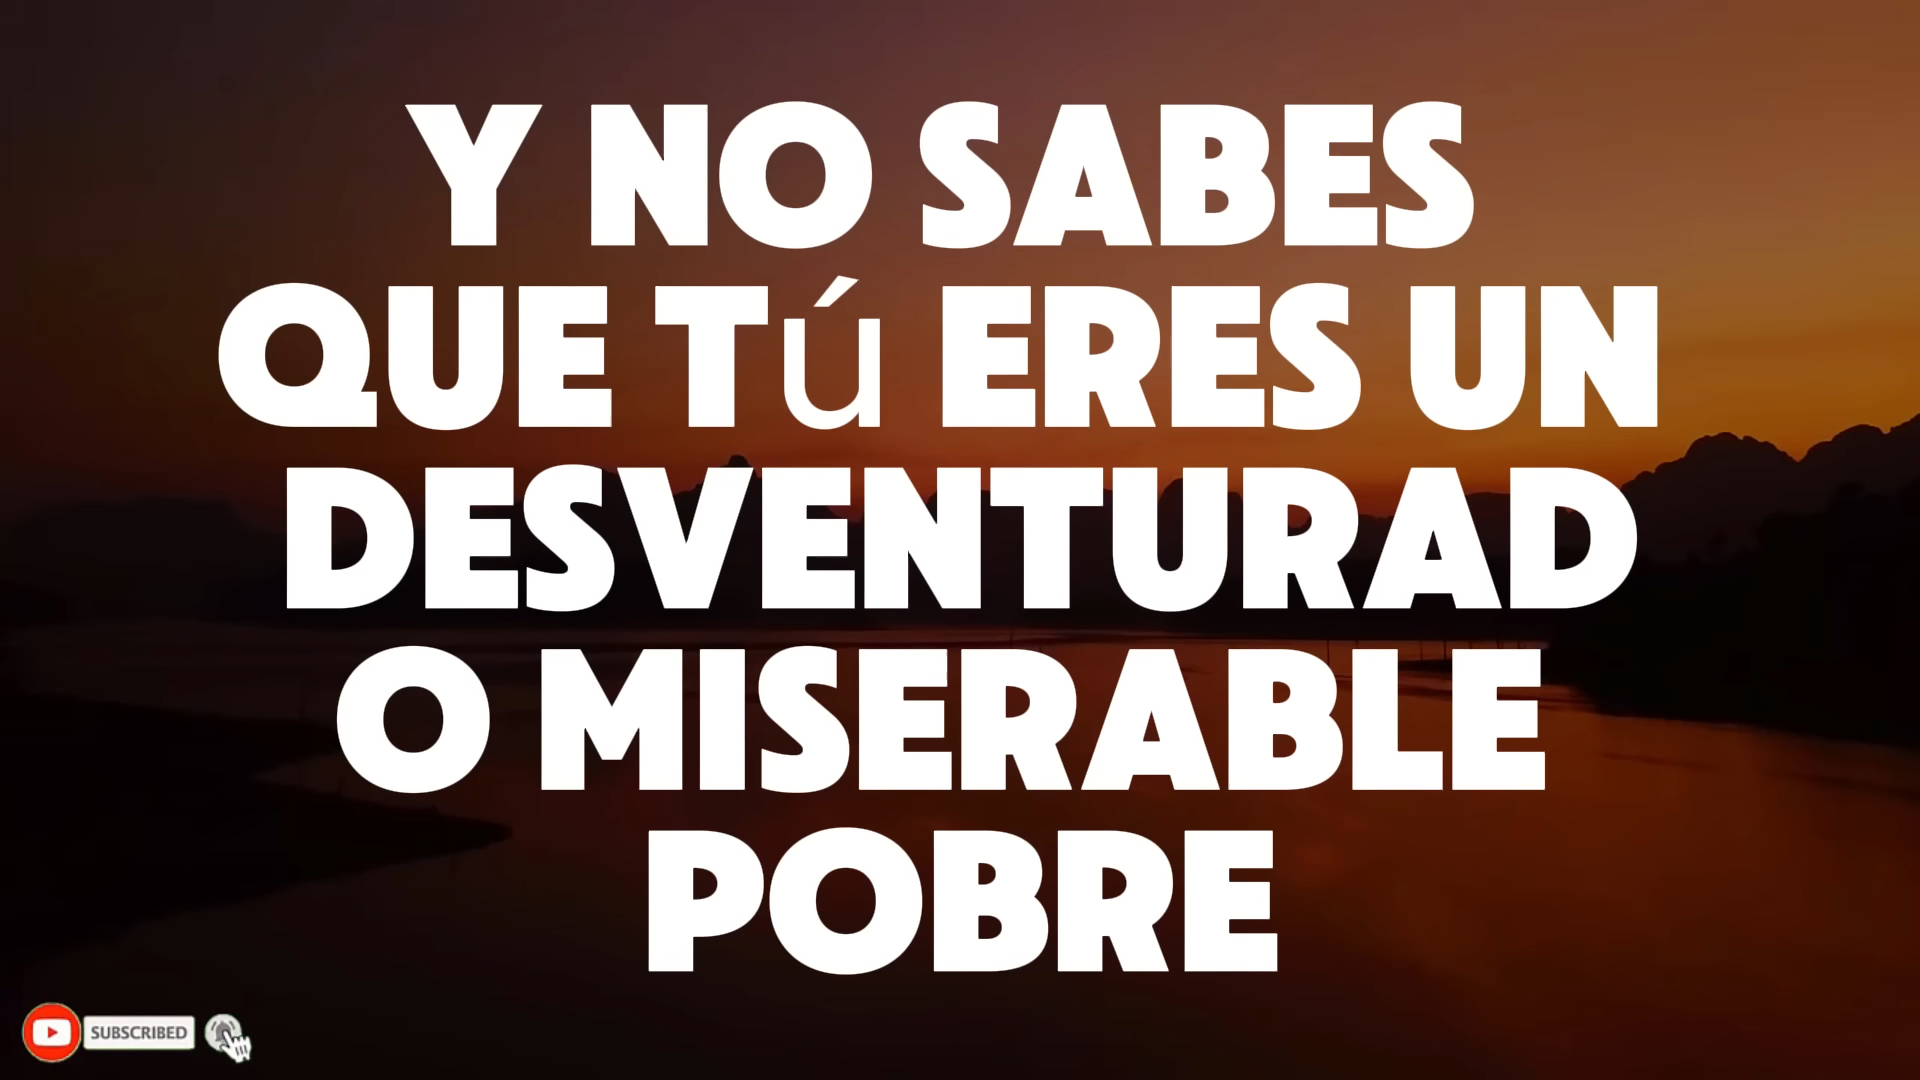 Y NO SABES
QUE Tú ERES UN
DESVENTURAD
O MISERABLE
POBRE
SUBSCRIBED